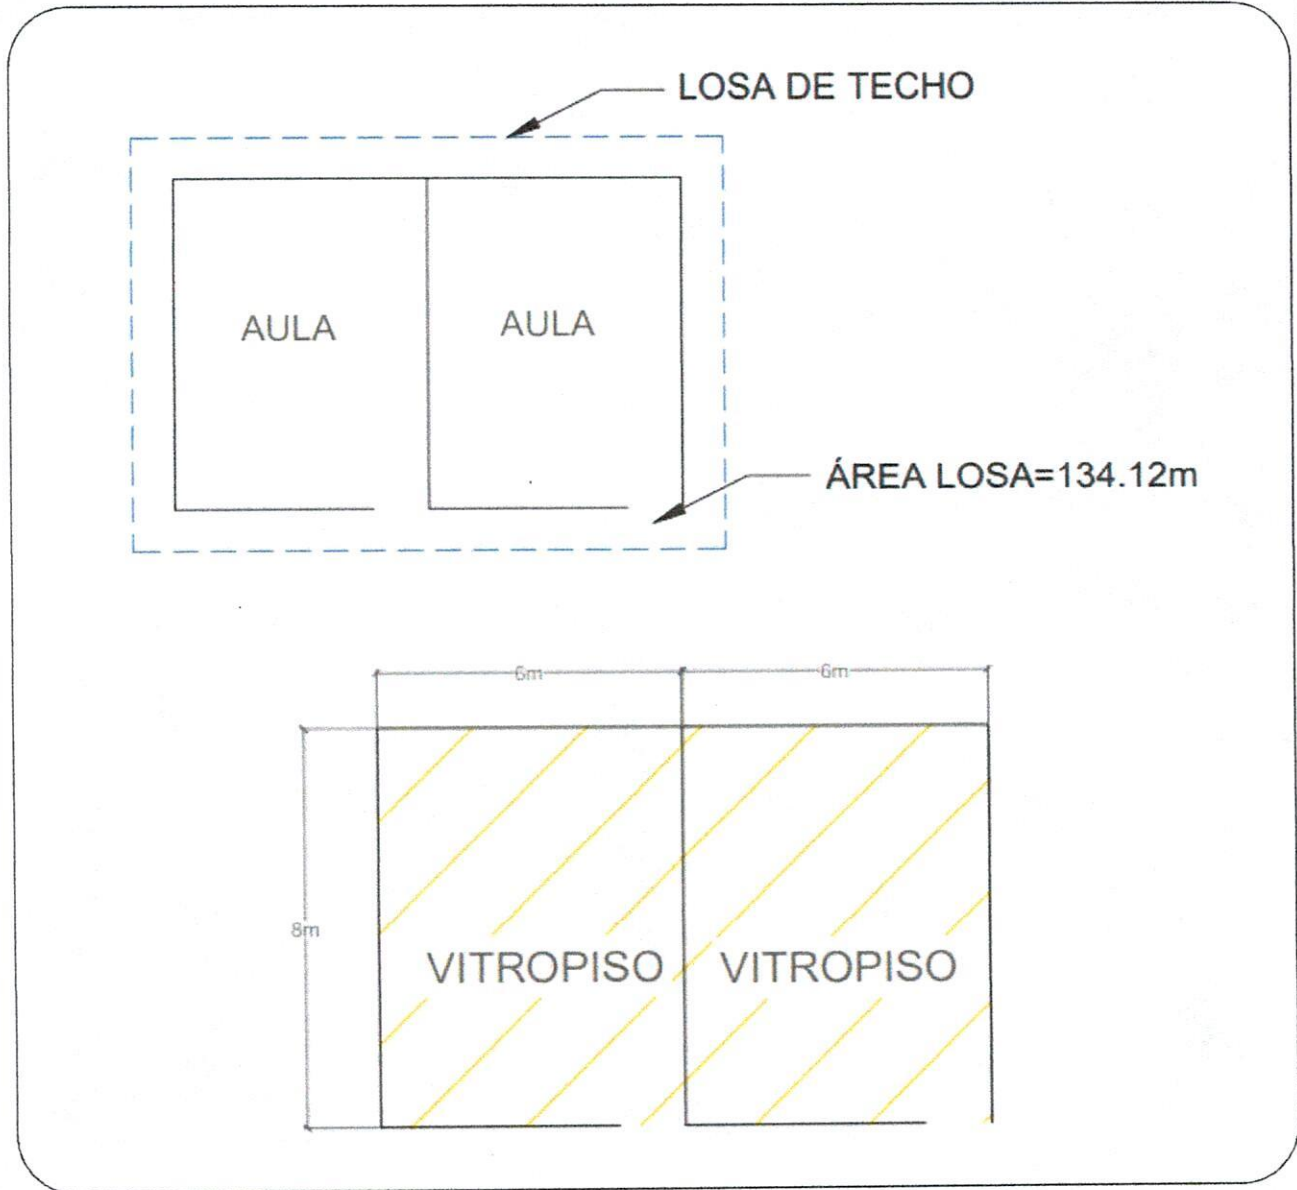 LOSA DE TECHO
AULA
AULA
ÁREA LOSA=134.12m
6m
6m
8m
VITROPISO
VITROPISO